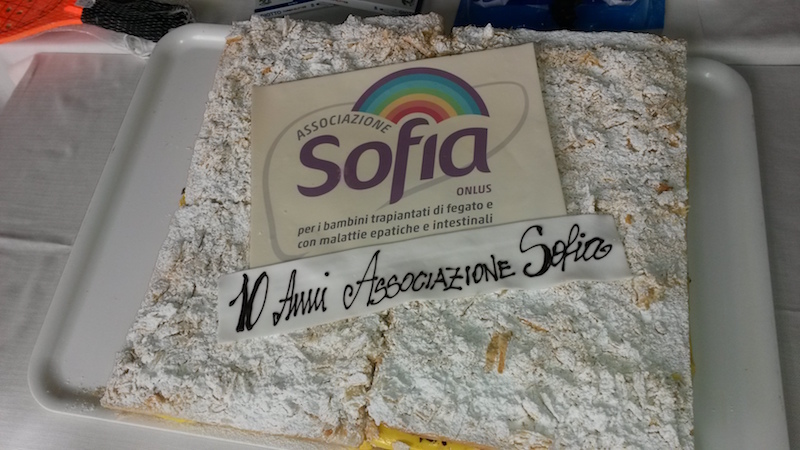 ASSOCIAZIONE
Sofia
ONLUS
per i bambini trapiantati di fegato e
con malattie epatiche e intestinali
10 Anni Associazione Sofia